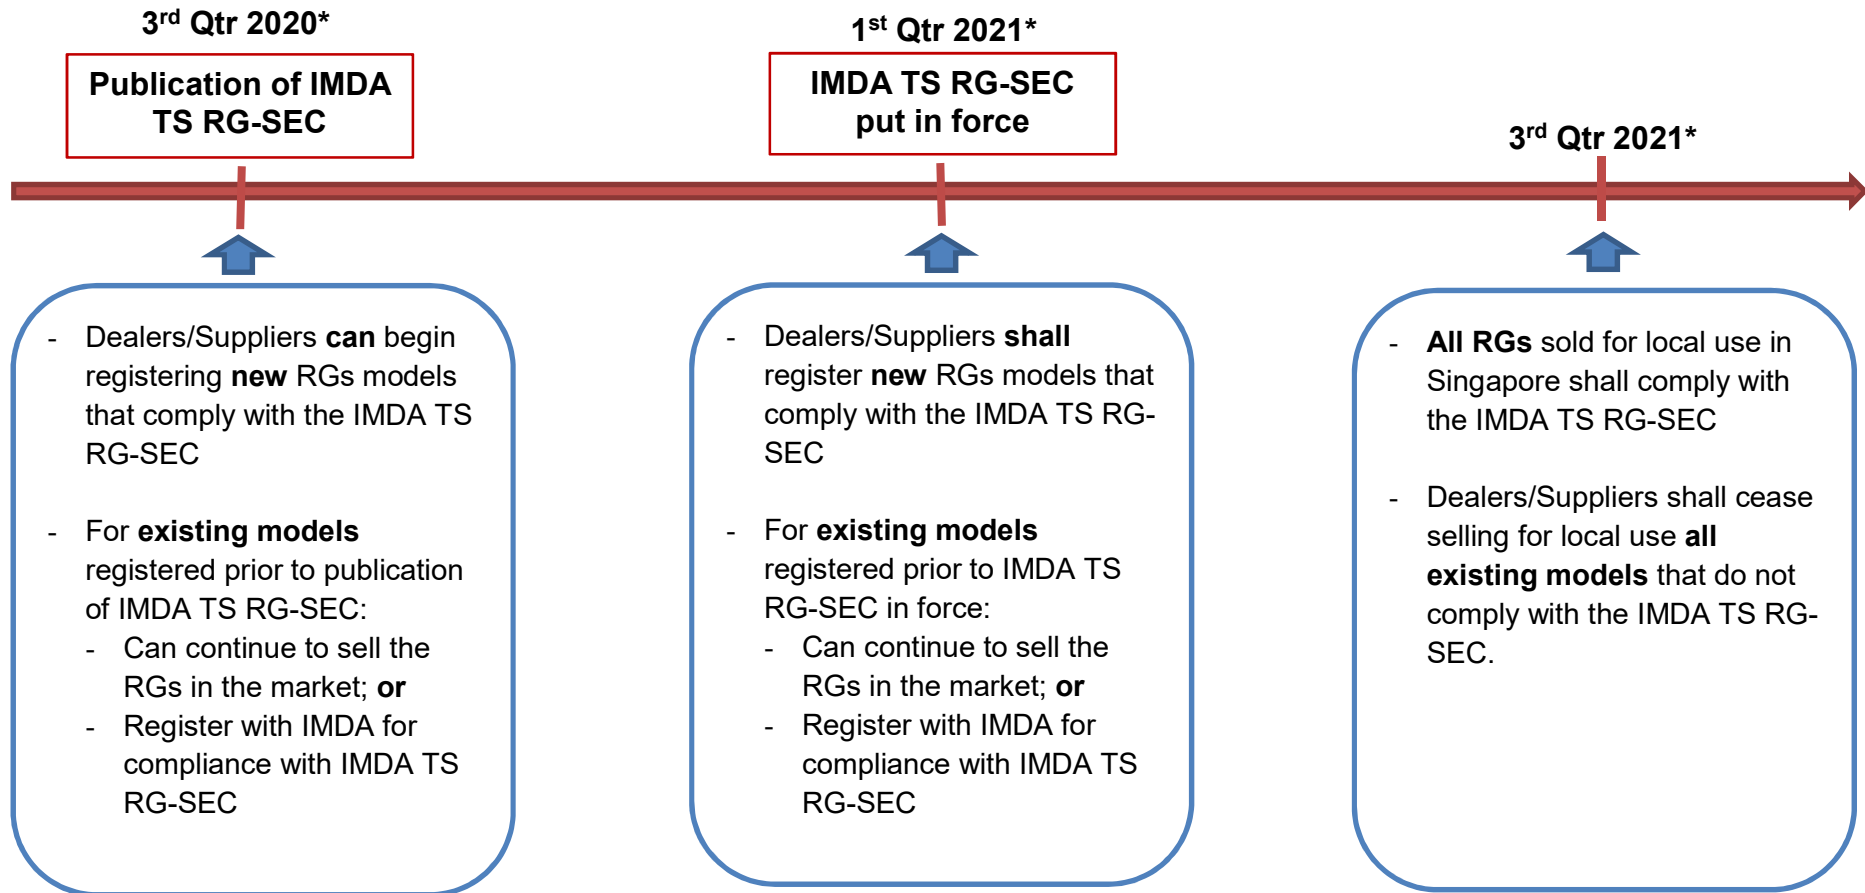 3rd Qtr 2020*
Publication of IMDA
TS RG-SEC
1st Qtr 2021*
IMDA TS RG-SEC
put in force
3rd Qtr 2021*
- Dealers/Suppliers can begin
registering new RGs models
that comply with the IMDA TS
RG-SEC
- For existing models
registered prior to publication
of IMDA TS RG-SEC:
- Can continue to sell the
RGs in the market; or
- Register with IMDA for
compliance with IMDA TS
RG-SEC
- Dealers/Suppliers shall
register new RGs models that
comply with the IMDA TS RG-
SEC
- For existing models
registered prior to IMDA TS
RG-SEC in force:
- Can continue to sell the
RGs in the market; or
- Register with IMDA for
compliance with IMDA TS
RG-SEC
- All RGs sold for local use in
Singapore shall comply with
the IMDA TS RG-SEC
- Dealers/Suppliers shall cease
selling for local use all
existing models that do not
comply with the IMDA TS RG-
SEC.